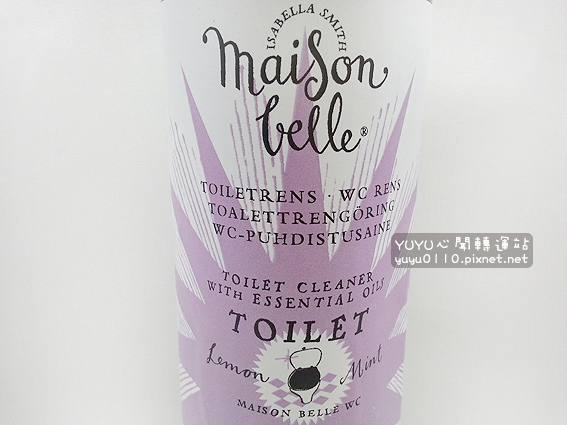 ISABELLA SMITH
maison
belle®
TOILETRENS · WC RENS
TOALETTRENGÖRING
WC-PUHDISTUSAINE
YUYU心聞轉運站
yuyu0110.pixnet.net
TOILET CLEANER
WITH ESSENTIAL OILS
TOILET
Lemon Mint
MAISON BELLE WC